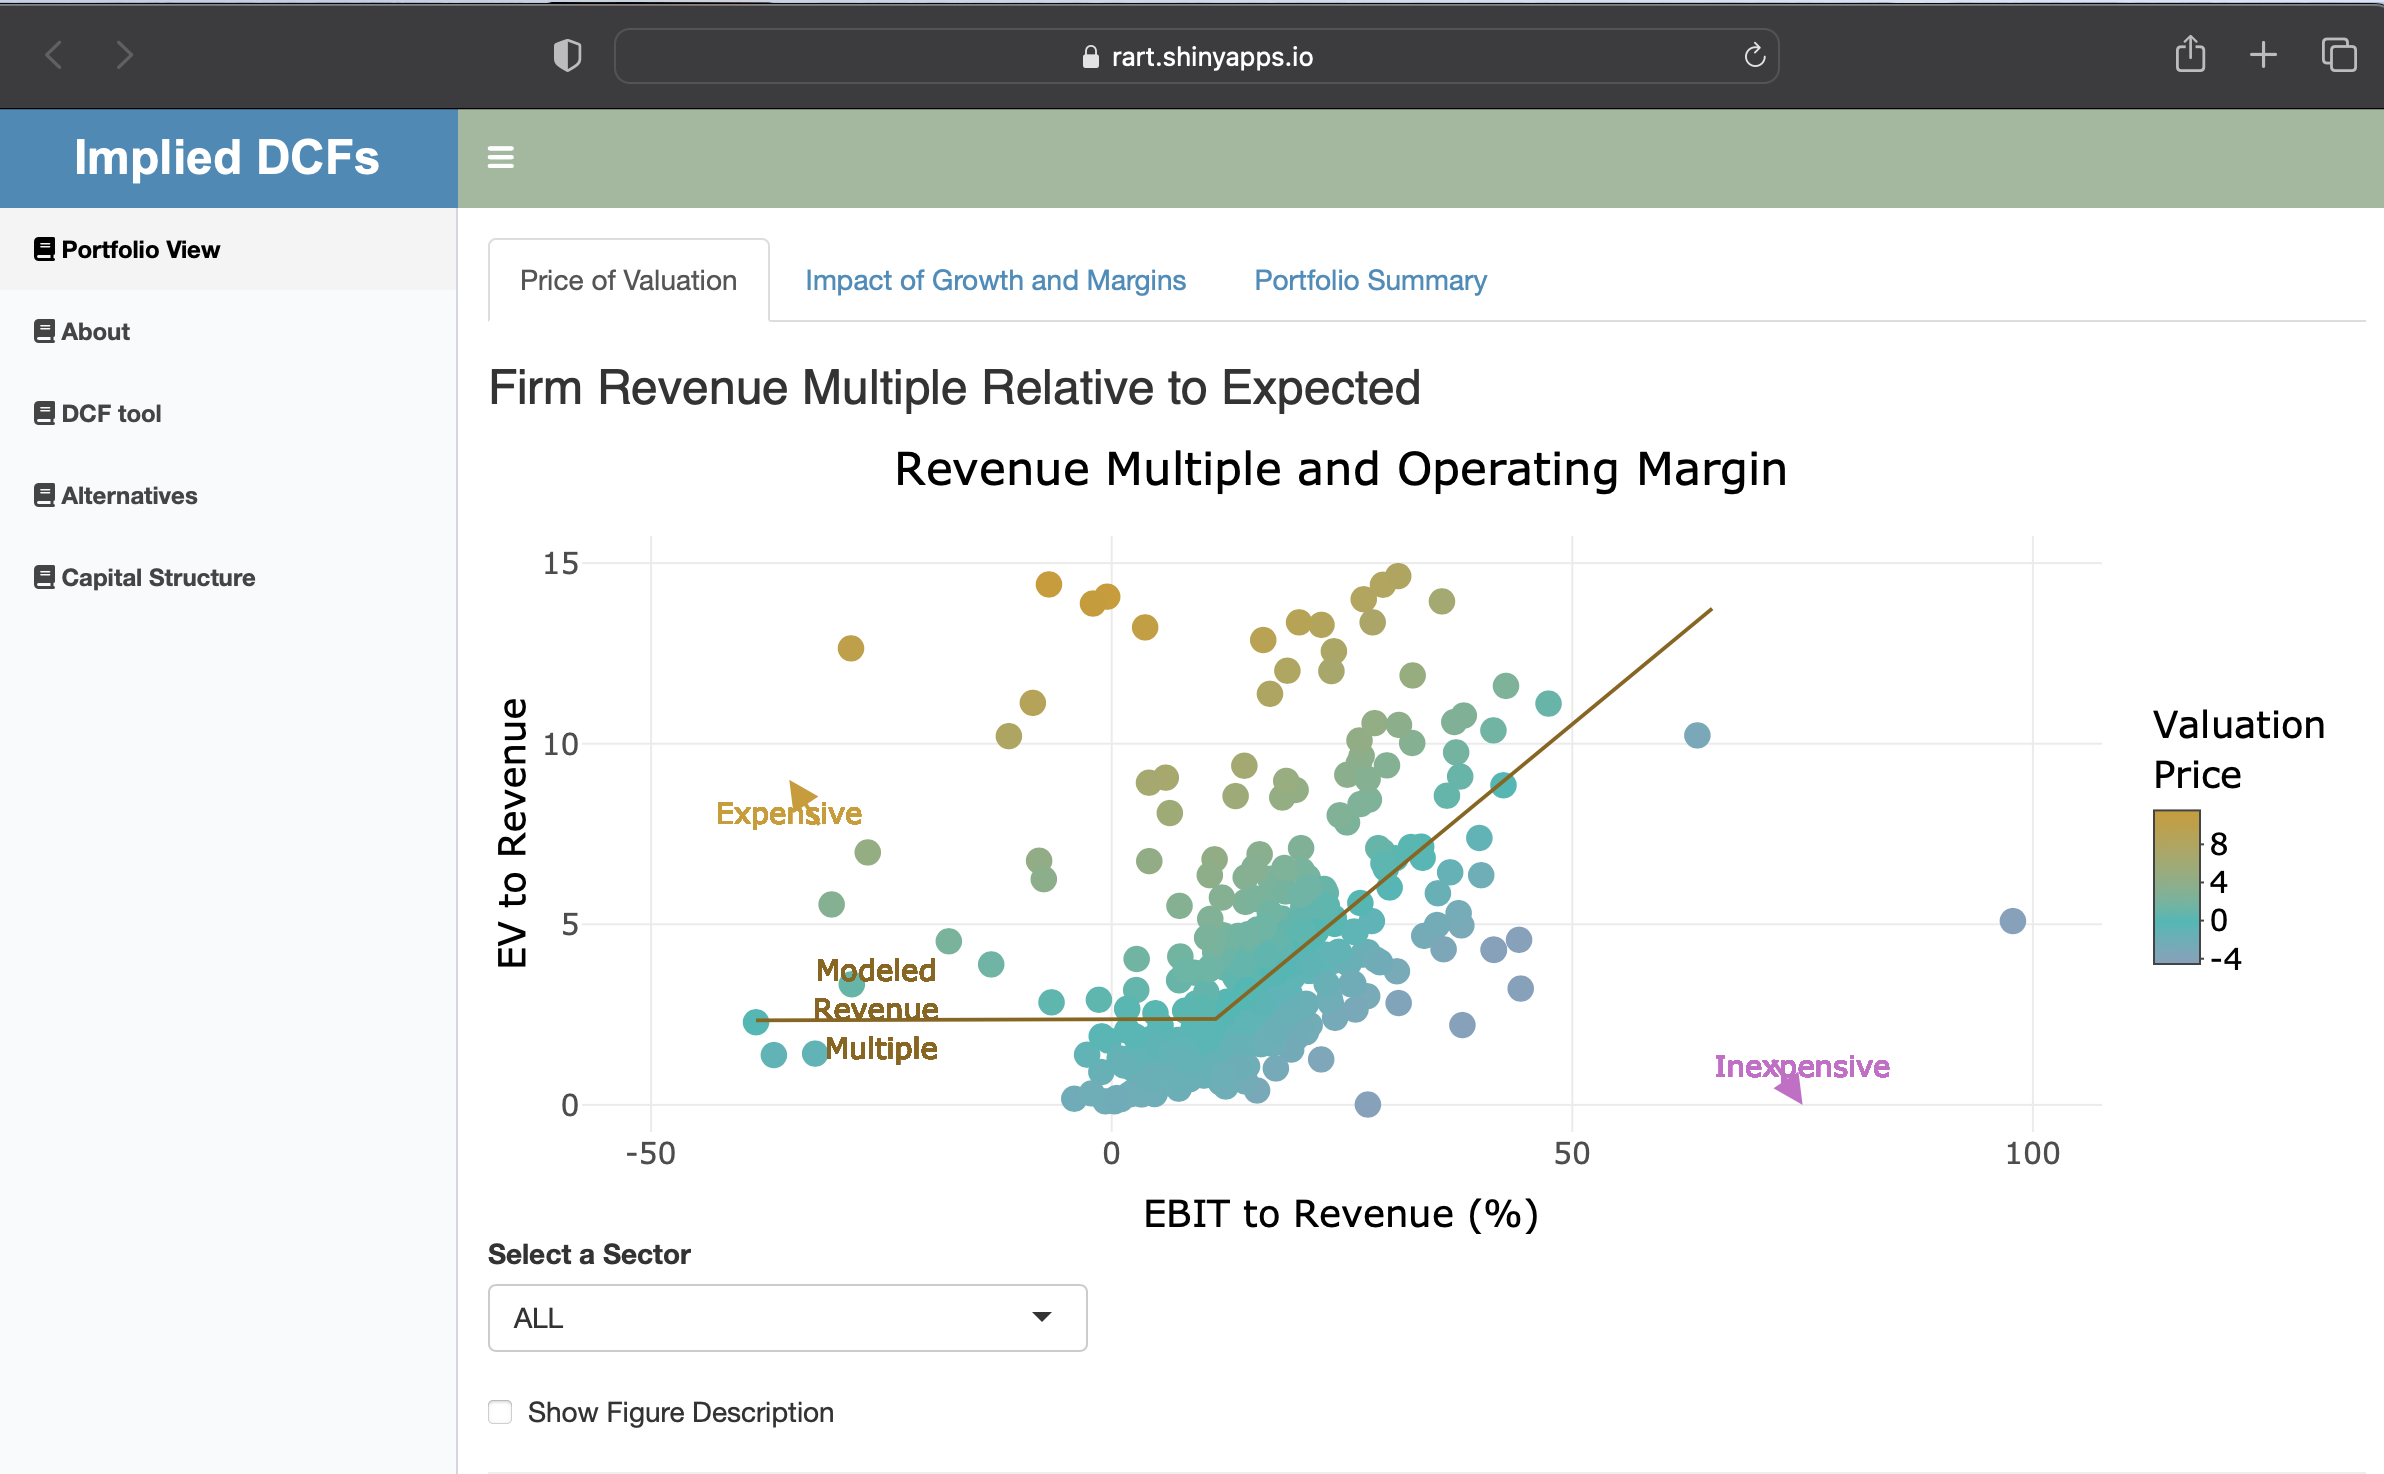 rart.shinyapps.io
Implied DCFs
Portfolio View
About
DCF tool
Alternatives
Capital Structure
Price of Valuation
Impact of Growth and Margins
Portfolio Summary
Firm Revenue Multiple Relative to Expected
Revenue Multiple and Operating Margin
EV to Revenue
15
10
5
0
Expensive
Modeled
Revenue
Multiple
Inexpensive
-50
0
50
100
EBIT to Revenue (%)
Valuation
Price
8
4
0
-4
Select a Sector
ALL
Show Figure Description